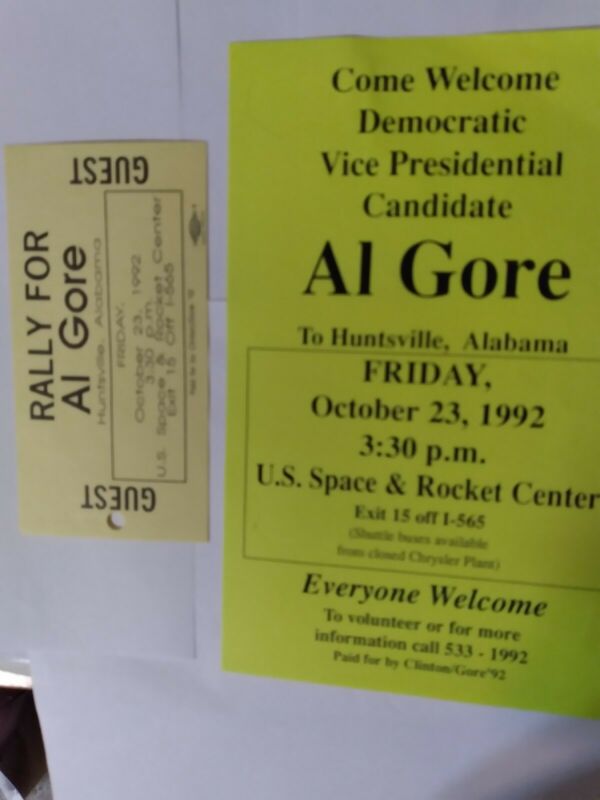 GUEST
RALLY FOR
Al Gore
Huntsville, Alabama
FRIDAY,
October 23, 1992
3:30 p.m.
U.S. Space & Rocket Center
Exit 15 Off I-565
GUEST
Come Welcome
Democratic
Vice Presidential
Candidate
Al Gore
To Huntsville, Alabama
FRIDAY,
October 23, 1992
3:30 p.m.
U.S. Space & Rocket Center
Exit 15 off I-565
(Shuttle buses available
from closed Chrysler Plant)
Everyone Welcome
To volunteer or for more
information call 533 - 1992
Paid for by Clinton/Gore'92